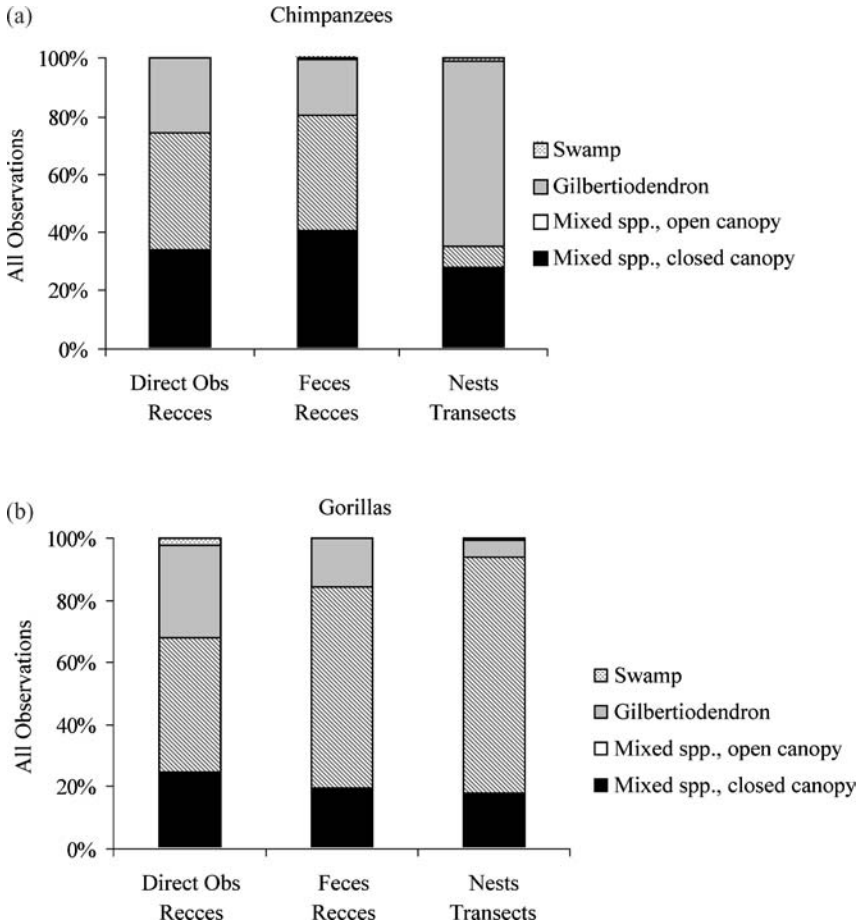 (a)
Chimpanzees
All Observations
100%
80%
60%
40%
20%
0%
Direct Obs
Recces
Feces
Recces
Nests
Transects
Swamp
Gilbertiodendron
Mixed spp., open canopy
Mixed spp., closed canopy
(b)
Gorillas
All Observations
100%
80%
60%
40%
20%
0%
Direct Obs
Recces
Feces
Recces
Nests
Transects
Swamp
Gilbertiodendron
Mixed spp., open canopy
Mixed spp., closed canopy